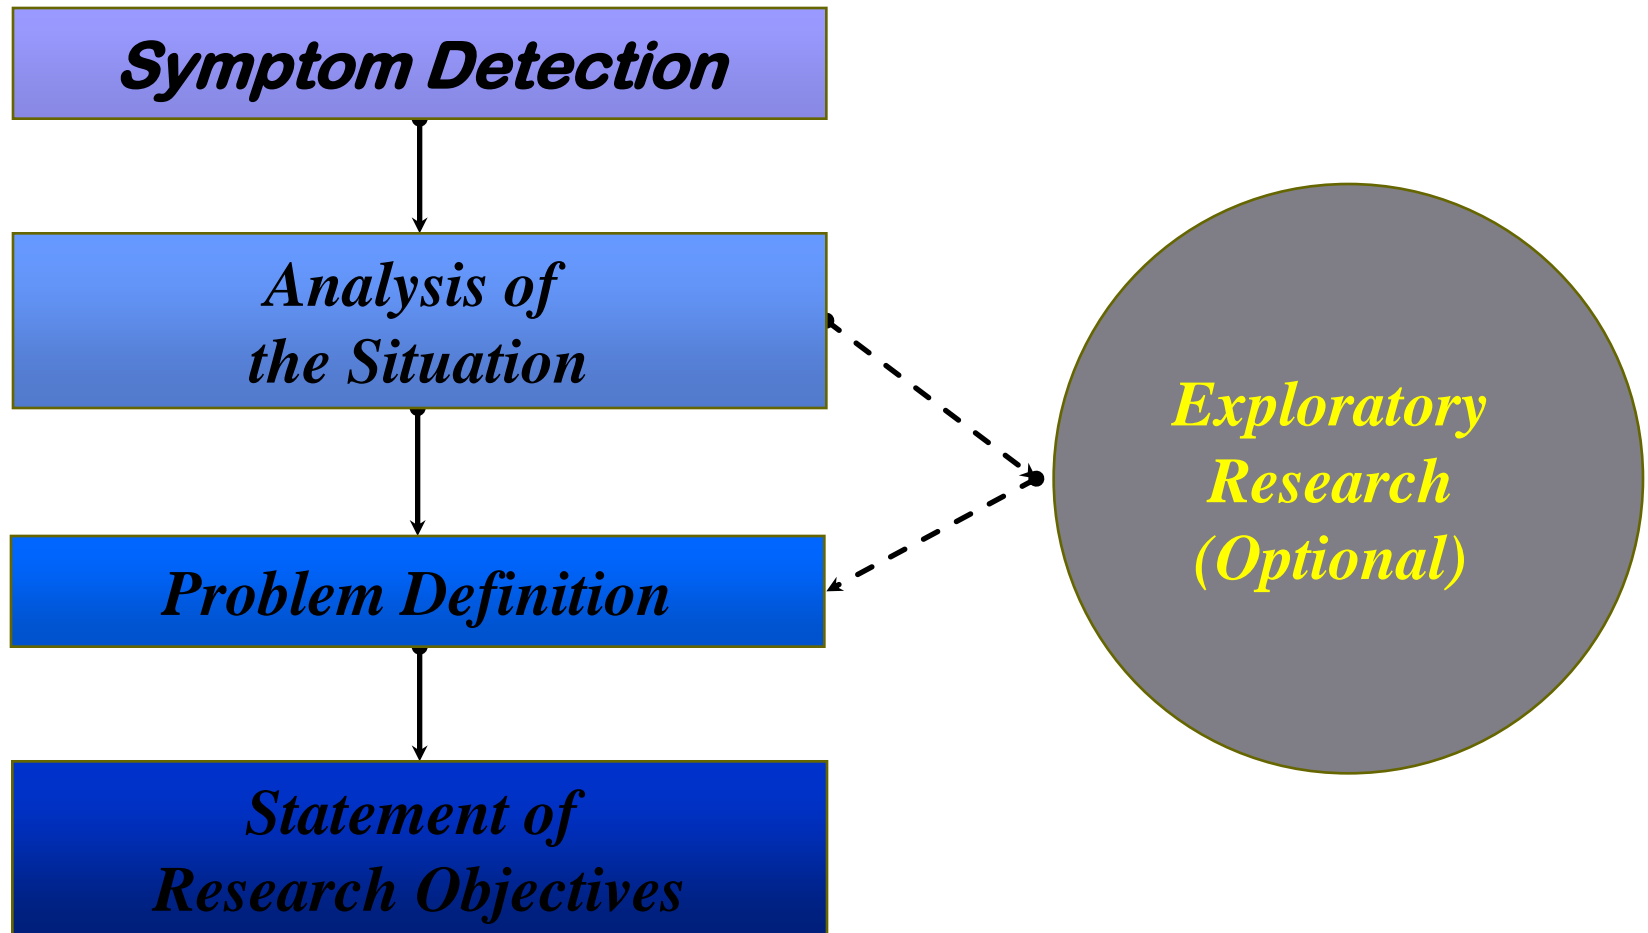 Symptom Detection
Analysis of
the Situation
Exploratory
Research
(Optional)
Problem Definition
Statement of
Research Objectives